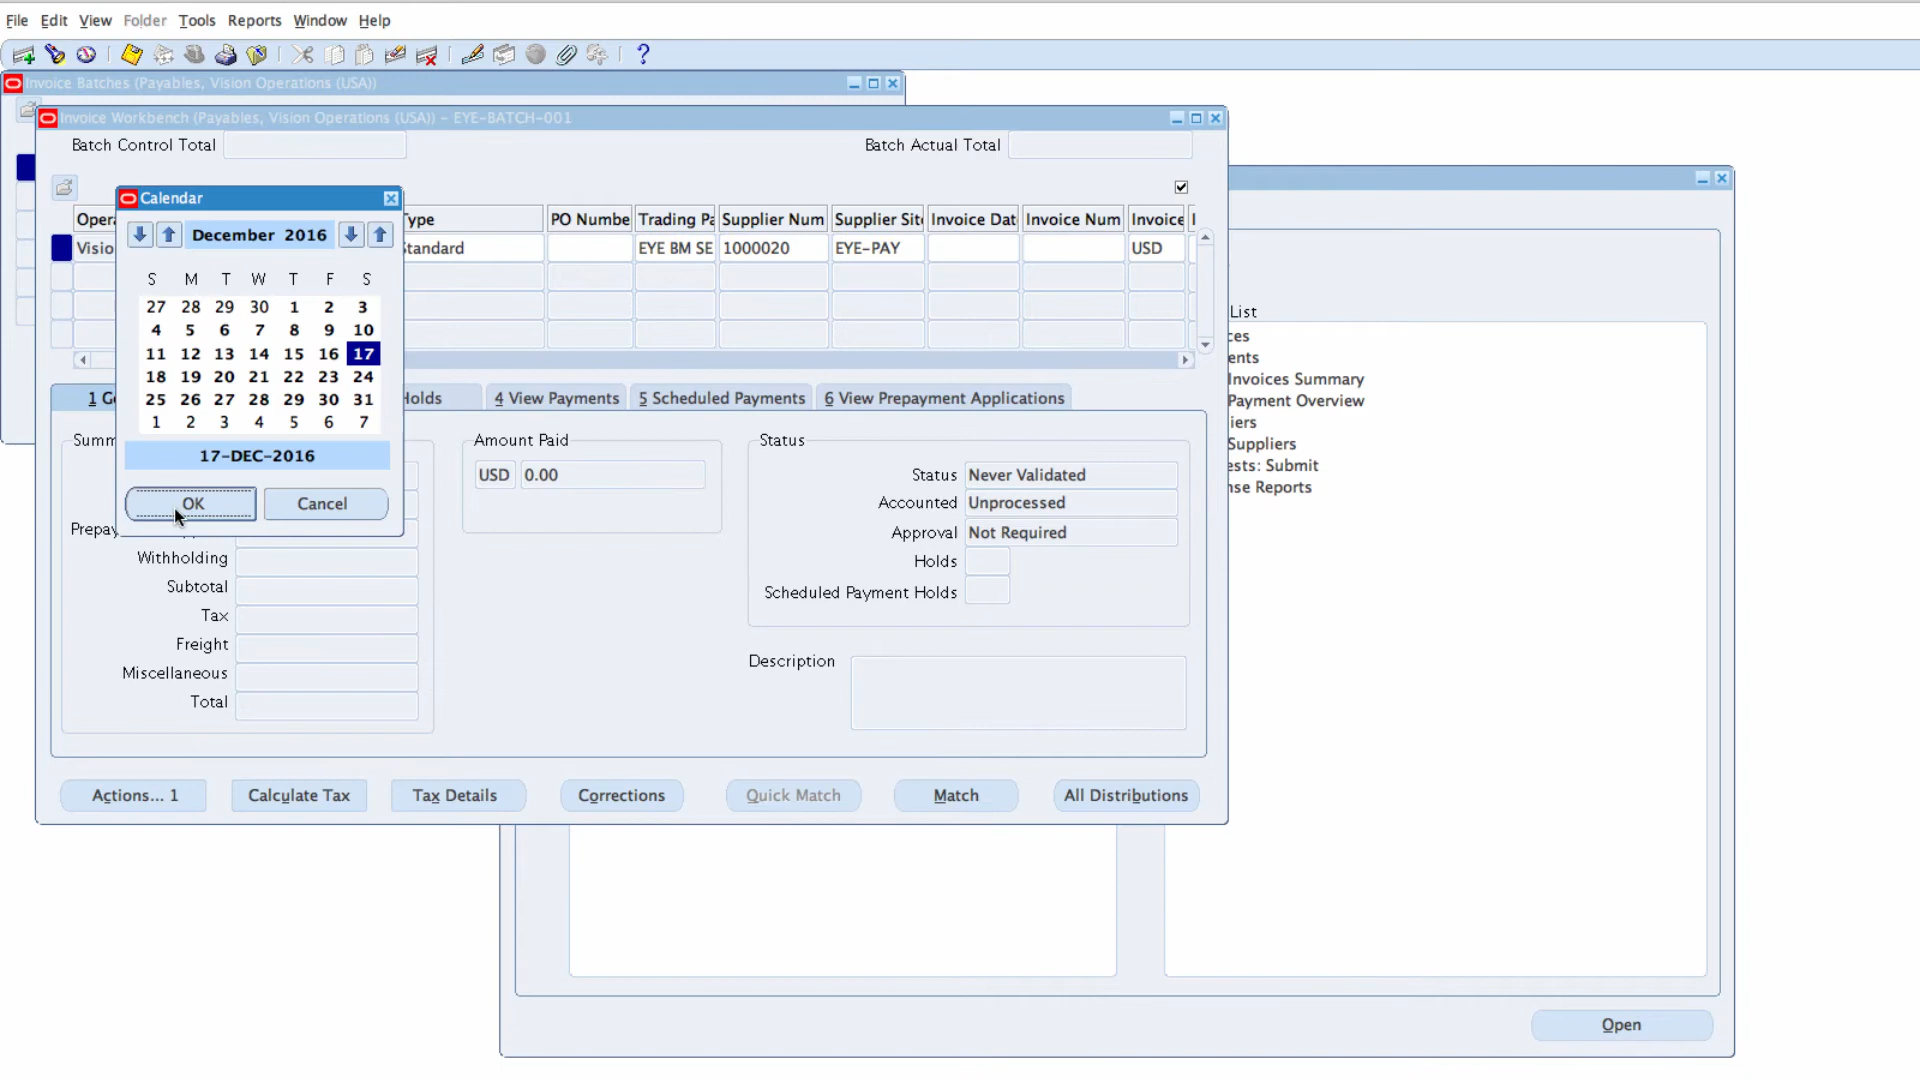 File Edit View Folder Tools Reports Window Help
Invoice Batches (Payables, Vision Operations (USA))
Invoice Workbench (Payables, Vision Operations (USA)) – EYE-BATCH-001
Batch Control Total
Batch Actual Total
Calendar
December 2016
S M T W T F S
27 28 29 30 1 2 3
4 5 6 7 8 9 10
11 12 13 14 15 16 17
18 19 20 21 22 23 24
25 26 27 28 29 30 31
1 2 3 4 5 6 7
17-DEC-2016
OK Cancel
Opera Type PO Numbe Trading Pa Supplier Num Supplier Site Invoice Dat Invoice Num Invoice
Visio Standard EYE BM SE 1000020 EYE-PAY USD
1 Ge Holds 4 View Payments 5 Scheduled Payments 6 View Prepayment Applications
Summ
Prepay
Withholding
Subtotal
Tax
Freight
Miscellaneous
Total
Amount Paid
USD 0.00
Status
Status Never Validated
Accounted Unprocessed
Approval Not Required
Holds
Scheduled Payment Holds
Description
Actions... 1 Calculate Tax Tax Details Corrections Quick Match Match All Distributions
List
ces
ents
Invoices Summary
Payment Overview
iers
Suppliers
ests: Submit
nse Reports
Open